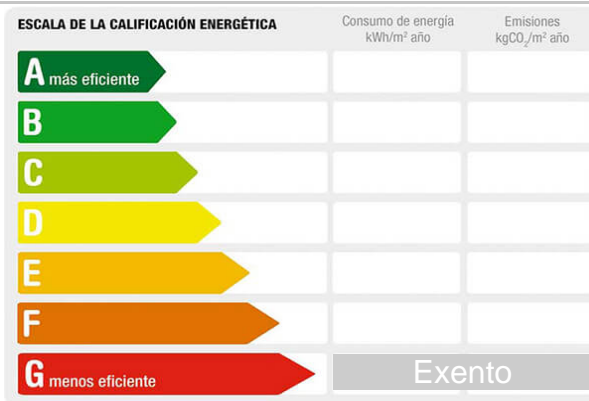 ESCALA DE LA CALIFICACIÓN ENERGÉTICA
Consumo de energía
kWh/m² año
Emisiones
kgCO₂/m² año
A más eficiente
B
C
D
E
F
G menos eficiente
Exento